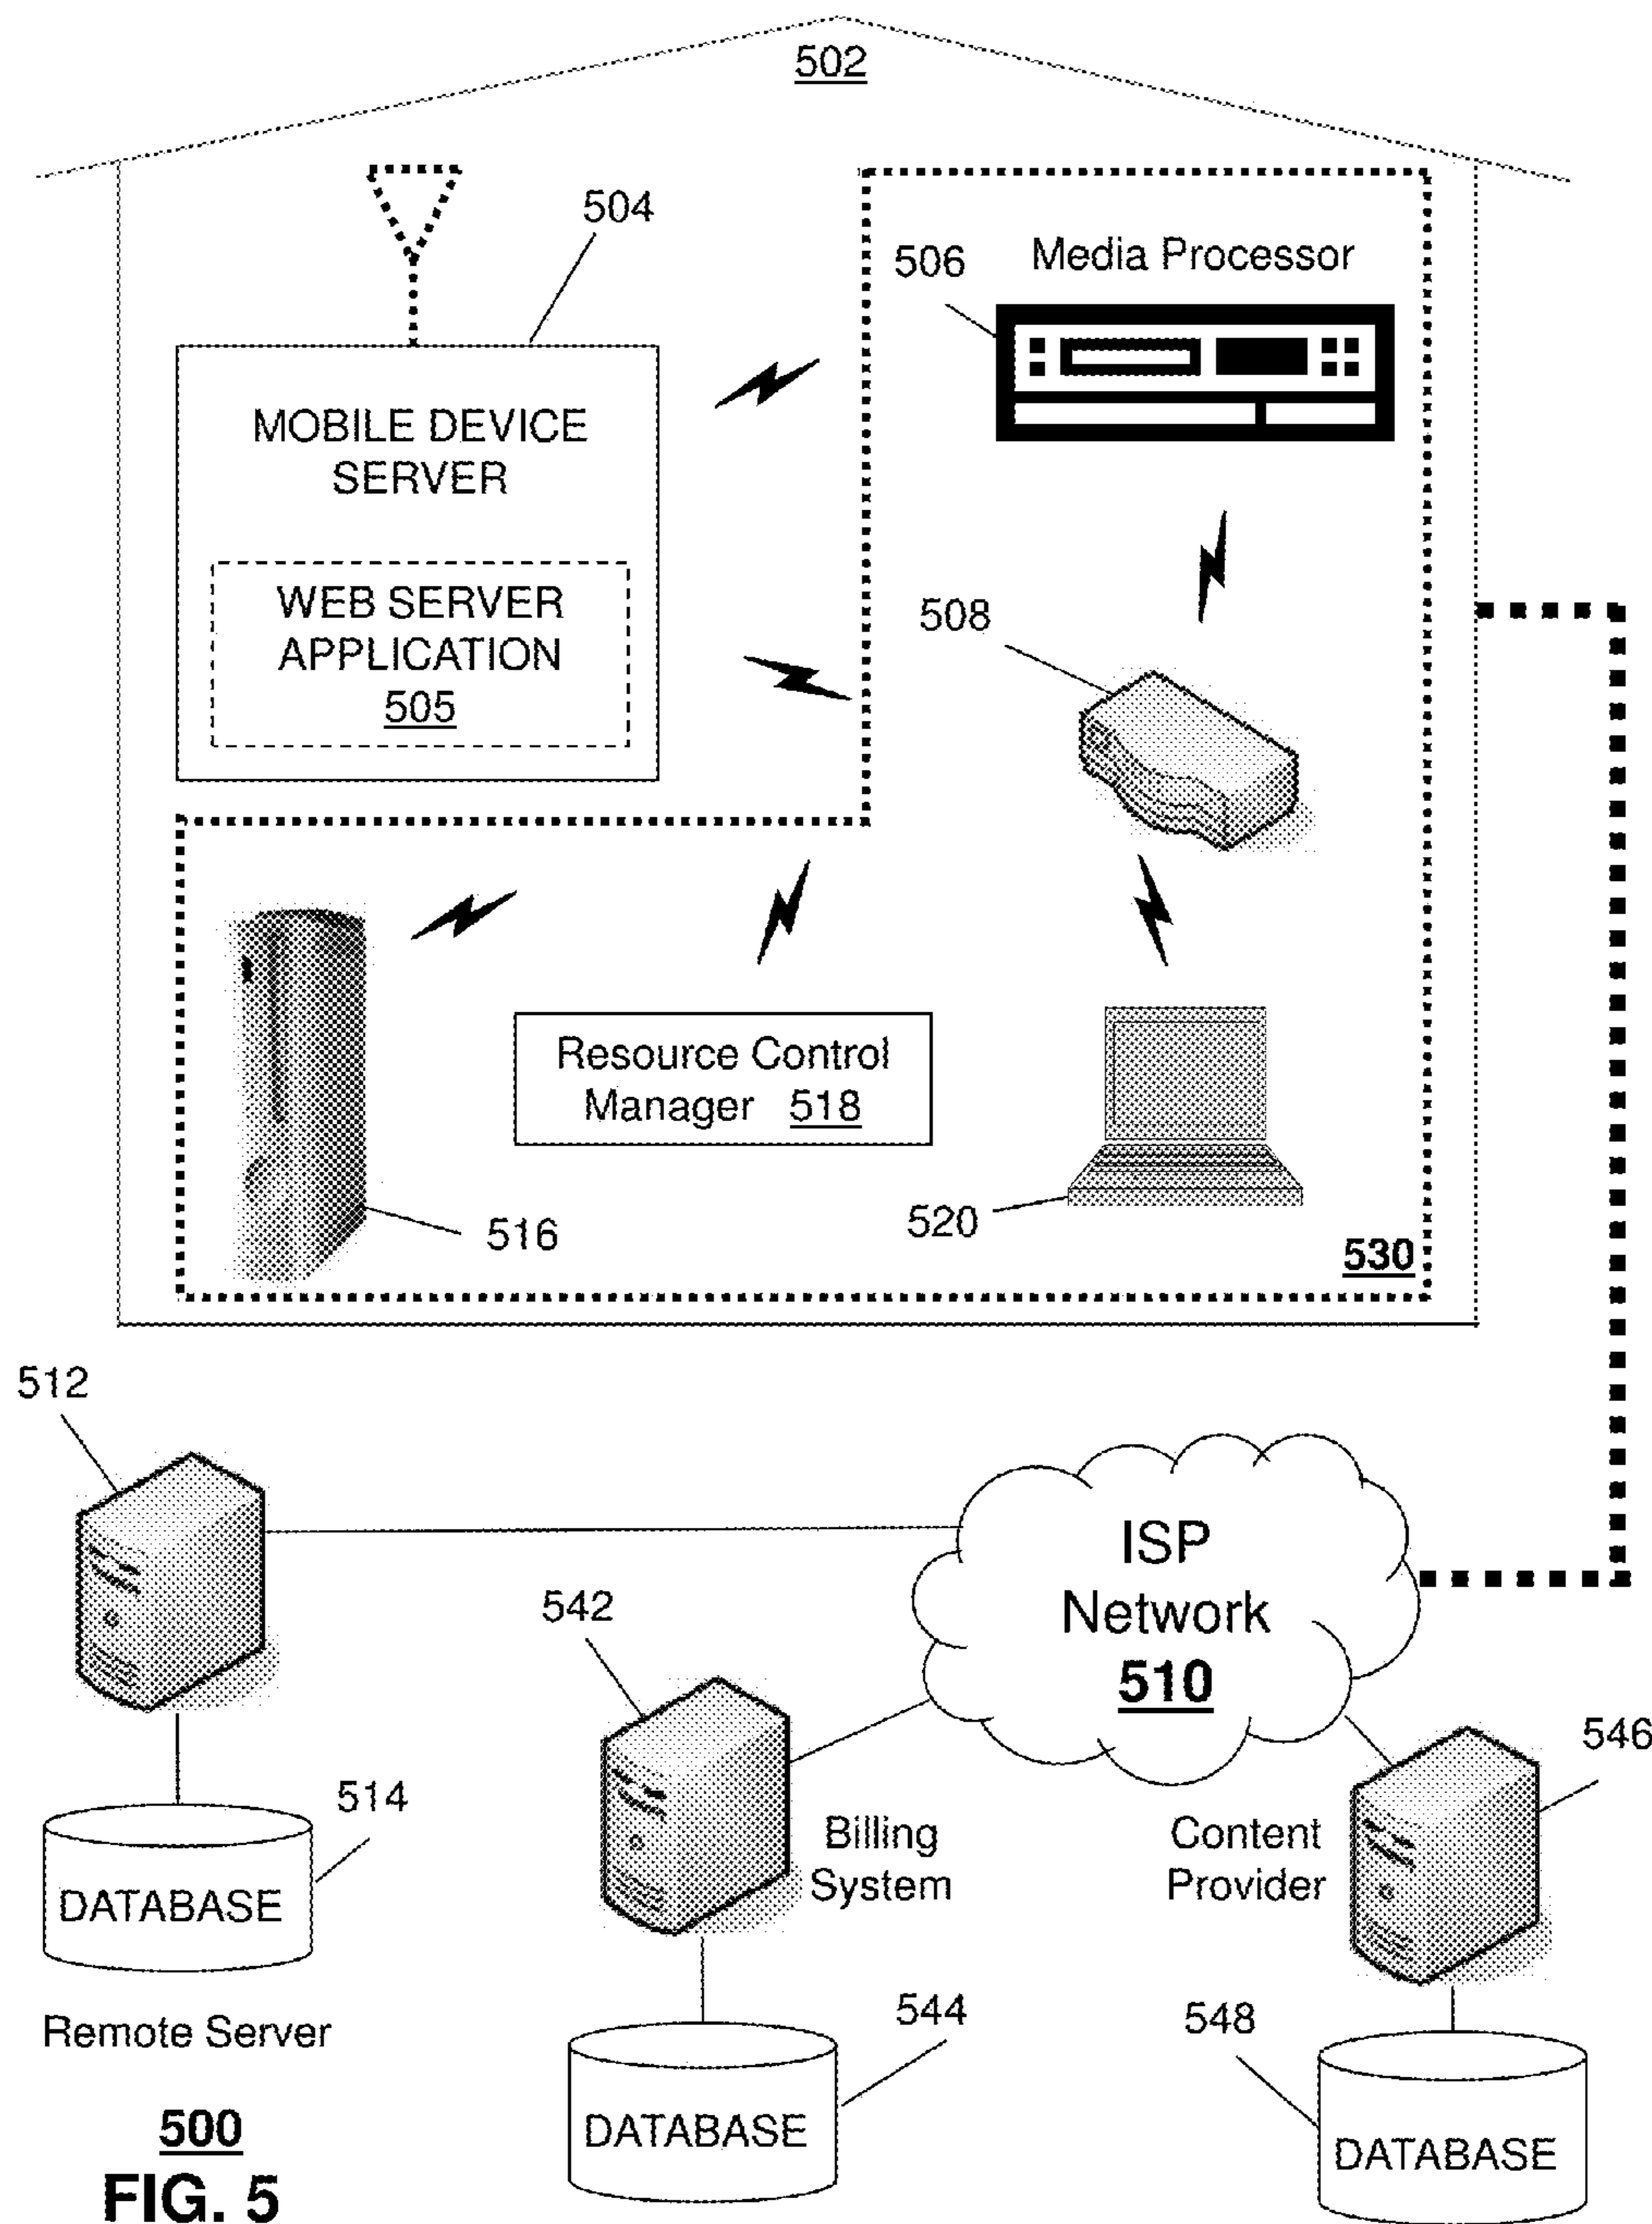 502
504
506
Media Processor
MOBILE DEVICE
SERVER
WEB SERVER
APPLICATION
505
508
Resource Control
Manager 518
516
520
530
512
ISP
Network
510
542
546
514
DATABASE
Billing
System
Content
Provider
Remote Server
544
DATABASE
548
DATABASE
500
FIG. 5